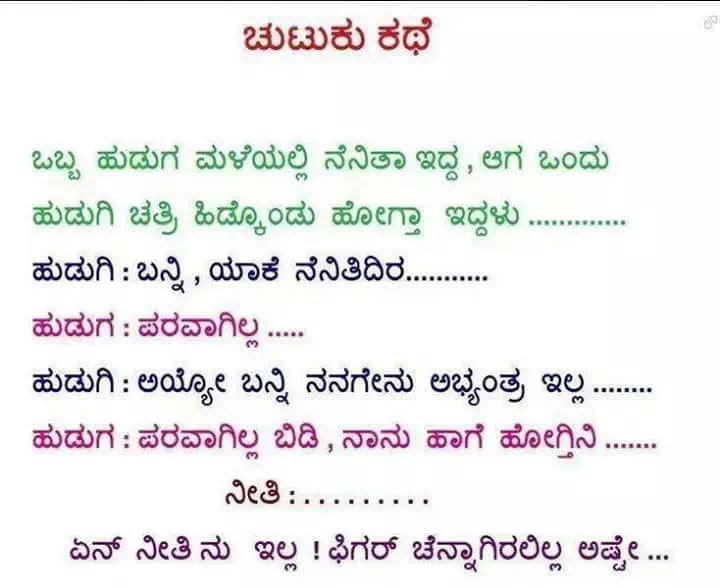 ಚುಟುಕು ಕಥೆ
ಒಬ್ಬ ಹುಡುಗ ಮಳೆಯಲ್ಲಿ ನೆನಿತಾ ಇದ್ದ , ಆಗ ಒಂದು
ಹುಡುಗಿ ಚತ್ರಿ ಹಿಡ್ಕೊಂಡು ಹೋಗ್ತಾ ಇದ್ದಳು .............
ಹುಡುಗಿ : ಬನ್ನಿ , ಯಾಕೆ ನೆನಿತಿದಿರ...........
ಹುಡುಗ : ಪರವಾಗಿಲ್ಲ .....
ಹುಡುಗಿ : ಅಯ್ಯೋ ಬನ್ನಿ ನನಗೇನು ಅಭ್ಯಂತ್ರ ಇಲ್ಲ ........
ಹುಡುಗ : ಪರವಾಗಿಲ್ಲ ಬಿಡಿ , ನಾನು ಹಾಗೆ ಹೋಗ್ತಿನಿ .......
ನೀತಿ : . . . . . . . . .
ಏನ್ ನೀತಿ ನು ಇಲ್ಲ ! ಫಿಗರ್ ಚೆನ್ನಾಗಿರಲಿಲ್ಲ ಅಷ್ಟೇ ...